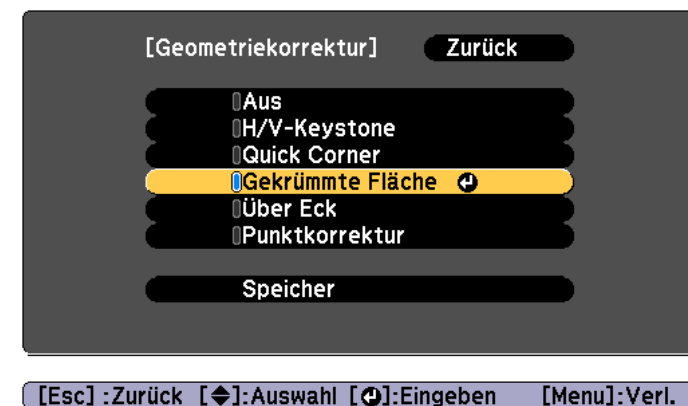 [Geometriekorrektur] Zurück
Aus
H/V-Keystone
Quick Corner
Gekrümmte Fläche
Über Eck
Punktkorrektur
Speicher
[Esc] :Zurück [◆]:Auswahl [⏎]:Eingeben [Menu]:Verl.